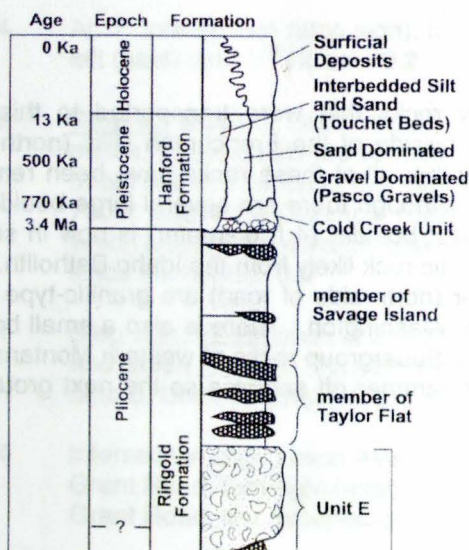 Age Epoch Formation
0 Ka
13 Ka
500 Ka
770 Ka
3.4 Ma
Holocene
Pleistocene
Pliocene
?
Hanford
Formation
Ringold
Formation
Surficial
Deposits
Interbedded Silt
and Sand
(Touchet Beds)
Sand Dominated
Gravel Dominated
(Pasco Gravels)
Cold Creek Unit
member of
Savage Island
member of
Taylor Flat
Unit E